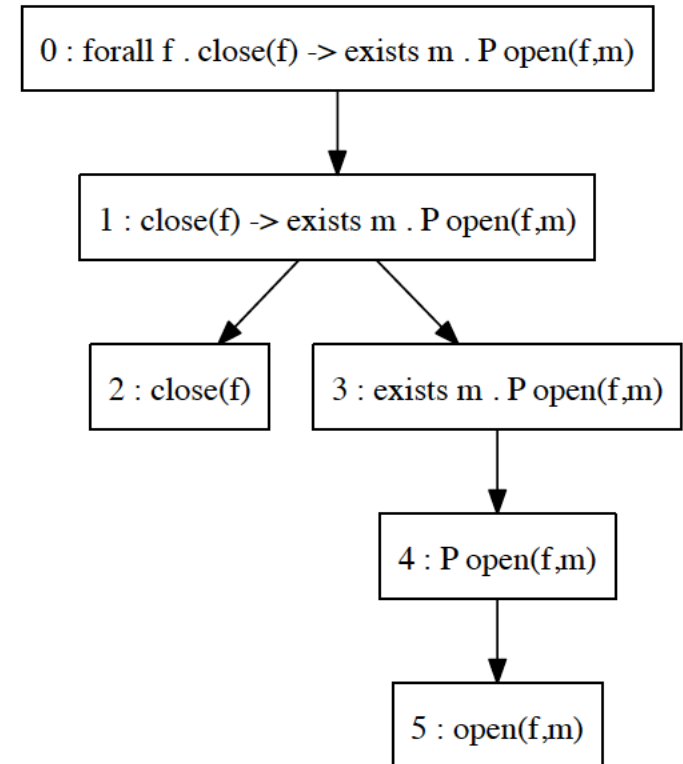 0 : forall f . close(f) -> exists m . P open(f,m)
1 : close(f) -> exists m . P open(f,m)
2 : close(f)
3 : exists m . P open(f,m)
4 : P open(f,m)
5 : open(f,m)